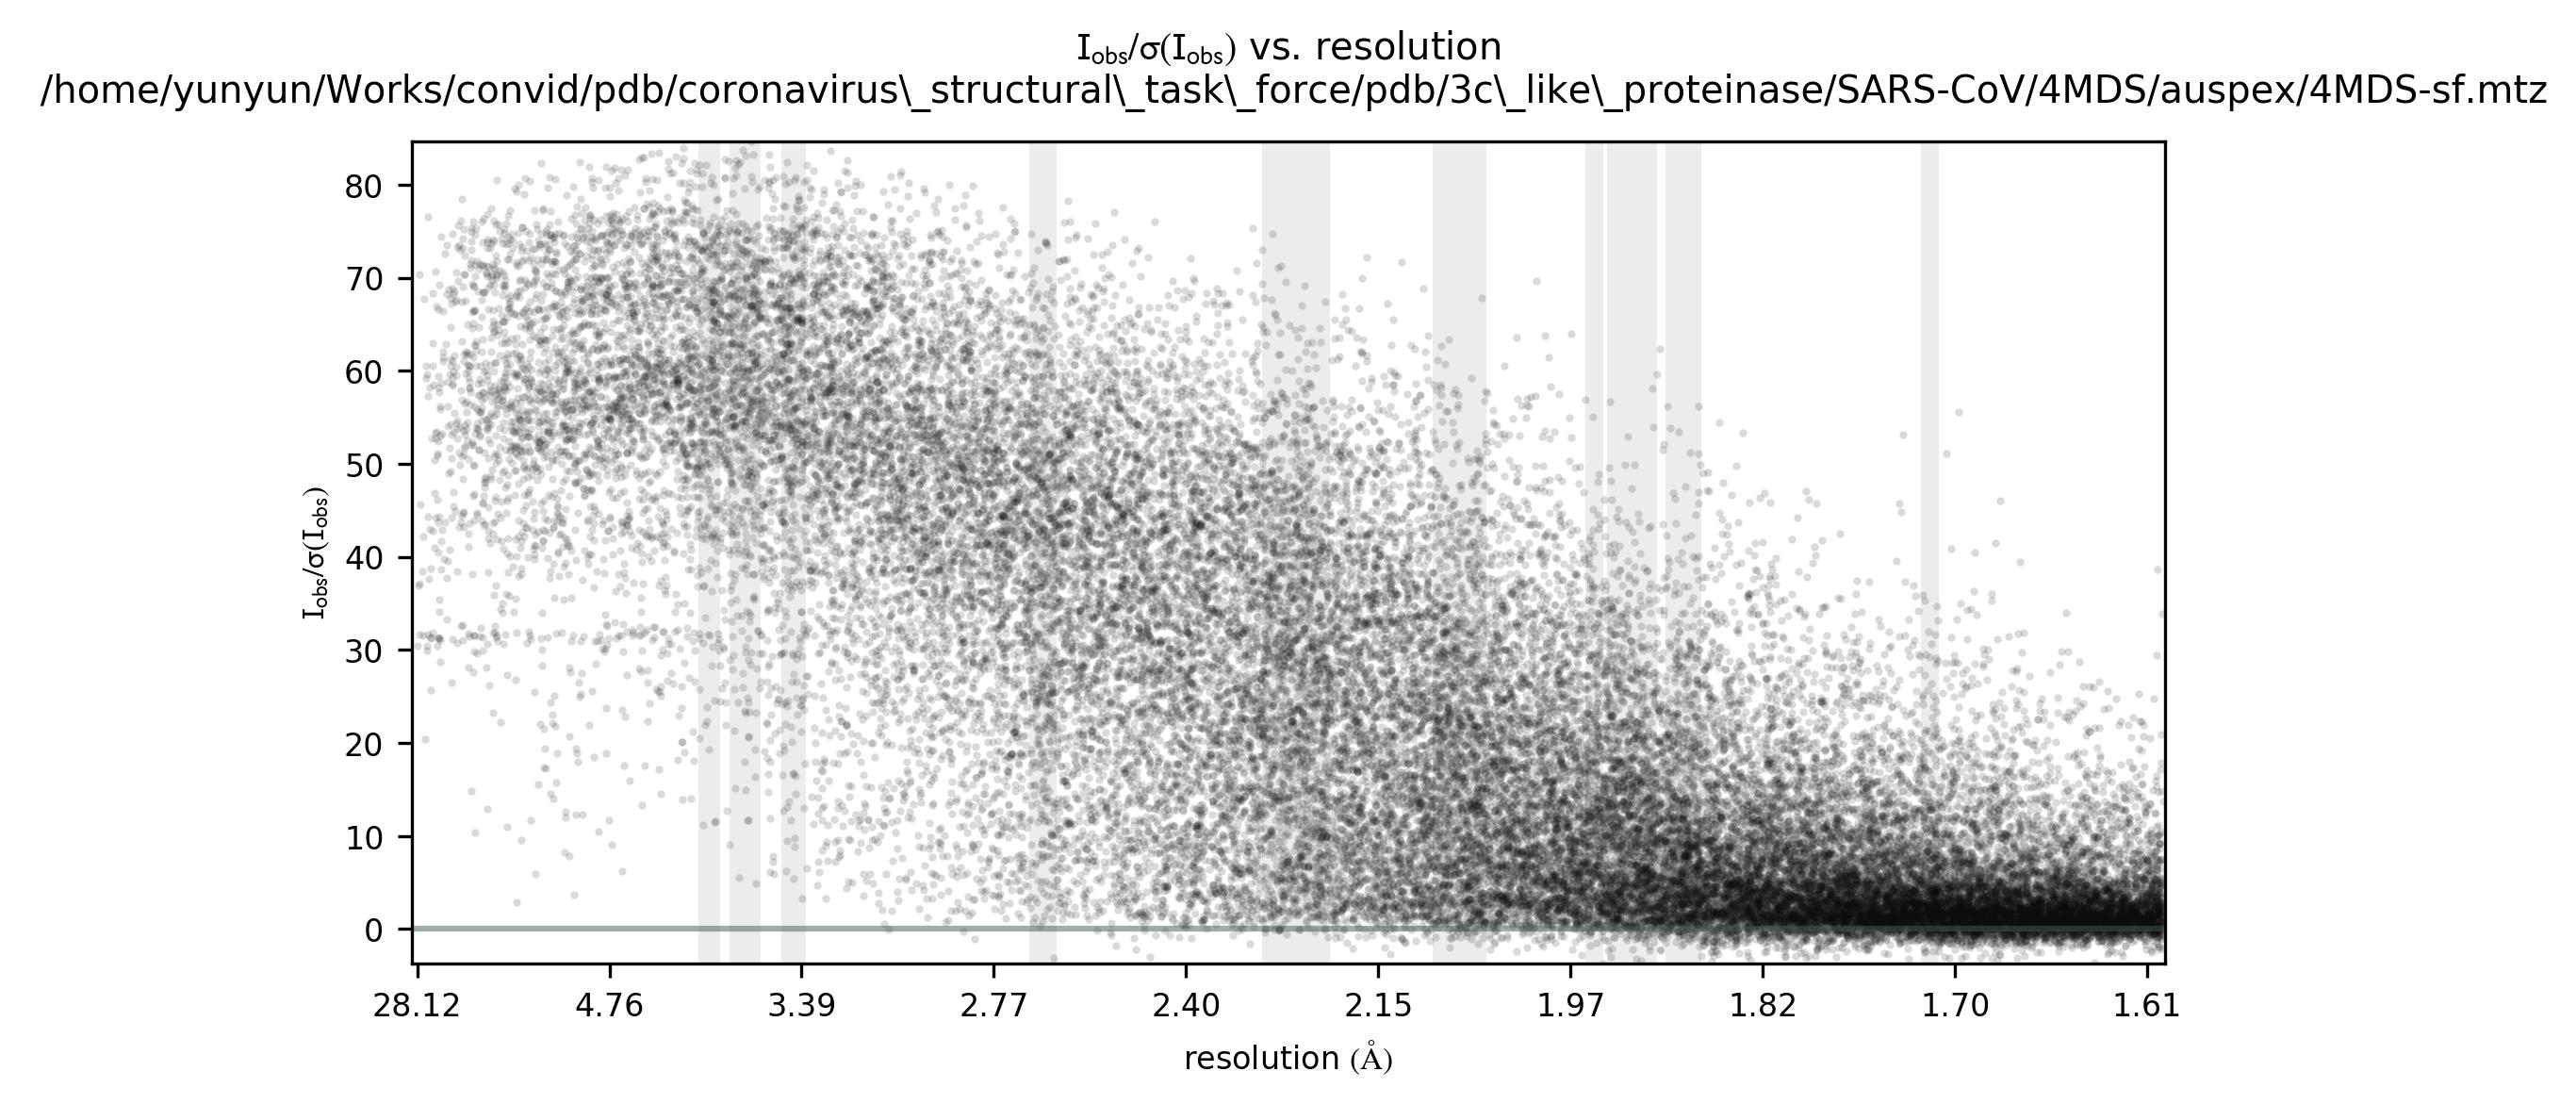 Iobs/σ(Iobs) vs. resolution
/home/yunyun/Works/convid/pdb/coronavirus\_structural\_task\_force/pdb/3c\_like\_proteinase/SARS-CoV/4MDS/auspex/4MDS-sf.mtz
Iobs/σ(Iobs)
80
70
60
50
40
30
20
10
0
28.12 4.76 3.39 2.77 2.40 2.15 1.97 1.82 1.70 1.61
resolution (Å)